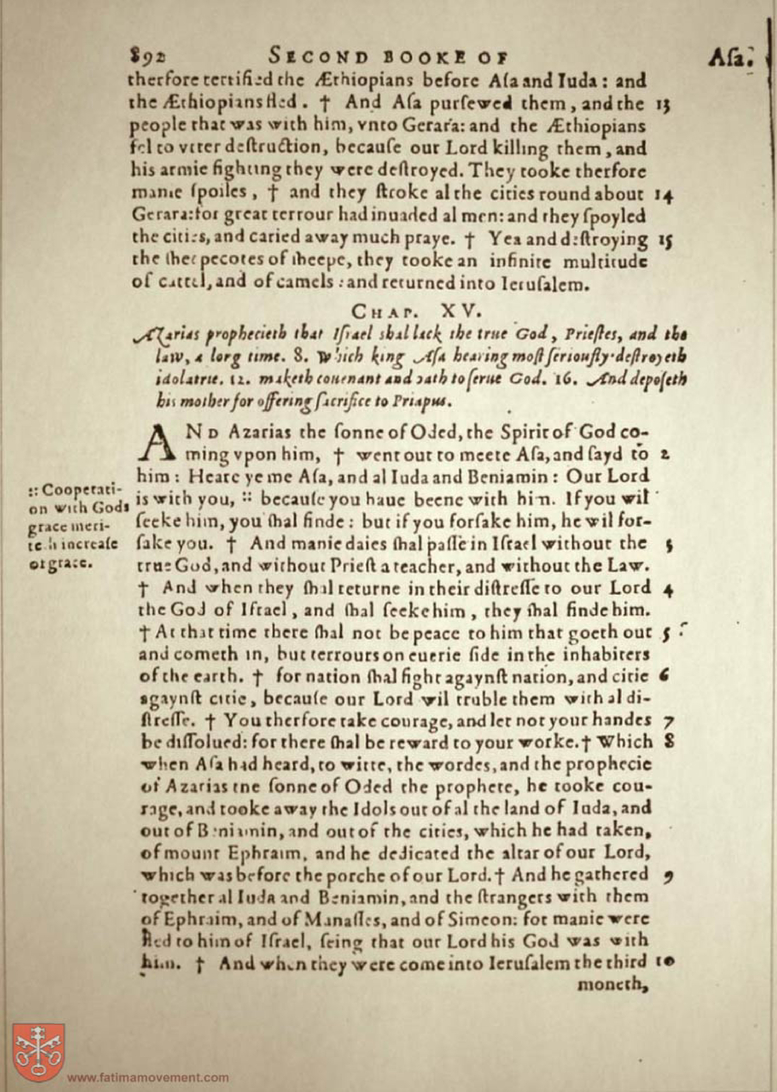 892 SECOND BOOKE OF Aſa.
therfore terrified the Æthiopians before Aſa and Iuda: and
the Æthiopians fled. † And Aſa purſewed them, and the 13
people that was with him, vnto Gerara: and the Æthiopians
fel to vtter deſtruction, becauſe our Lord killing them, and
his armie fighting they were deſtroyed. They tooke therfore
manie ſpoiles, † and they ſtroke al the cities round about 14
Gerara: for great terrour had inuaded al men: and they ſpoyled
the cities, and caried away much praye. † Yea and deſtroying 15
the ſheepecotes of ſheepe, they tooke an infinite multitude
of cattel, and of camels: and returned into Ieruſalem.
CHAP. XV.
Azarias prophecieth that Iſrael shal lack the true God, Prieſtes, and the
law, a long time. 8. Which king Aſa hearing moſt ſeriouſly deſtroyeth
idolatrie. 12. maketh couenant and oath to ſerue God. 16. And depoſeth
his mother for offering ſacrifice to Priapus.
AND Azarias the ſonne of Oded, the Spirit of God co-
ming vpon him, † went out to meete Aſa, and ſayd to 2
him: Heare ye me Aſa, and al Iuda and Beniamin: Our Lord
is with you, :: becauſe you haue beene with him. If you wil
ſeeke him, you ſhal finde: but if you forſake him, he wil for-
ſake you. † And manie daies ſhal paſſe in Iſrael without the 3
true God, and without Prieſt a teacher, and without the Law.
† And when they ſhal returne in their diſtreſſe to our Lord 4
the God of Iſrael, and ſhal ſeeke him, they ſhal finde him.
† At that time there ſhal not be peace to him that goeth out 5
and cometh in, but terrours on euerie ſide in the inhabiters
of the earth. † for nation ſhal fight agaynſt nation, and citie 6
agaynſt citie, becauſe our Lord wil truble them with al di-
ſtreſſe. † You therfore take courage, and let not your handes 7
be diſſolued: for there ſhal be reward to your worke. † Which 8
when Aſa had heard, to witte, the wordes, and the prophecie
of Azarias the ſonne of Oded the prophete, he tooke cou-
rage, and tooke away the Idols out of al the land of Iuda, and
out of Beniamin, and out of the cities, which he had taken,
of mount Ephraim, and he dedicated the altar of our Lord,
which was before the porche of our Lord. † And he gathered 9
together al Iuda and Beniamin, and the ſtrangers with them
of Ephraim, and of Manaſſes, and of Simeon: for manie were
fled to him of Iſrael, ſeing that our Lord his God was with
him. † And when they were come into Ieruſalem the third 10
moneth,
:: Cooperati-
on with Gods
grace meri-
teth increaſe
of grace.
www.fatimamovement.com